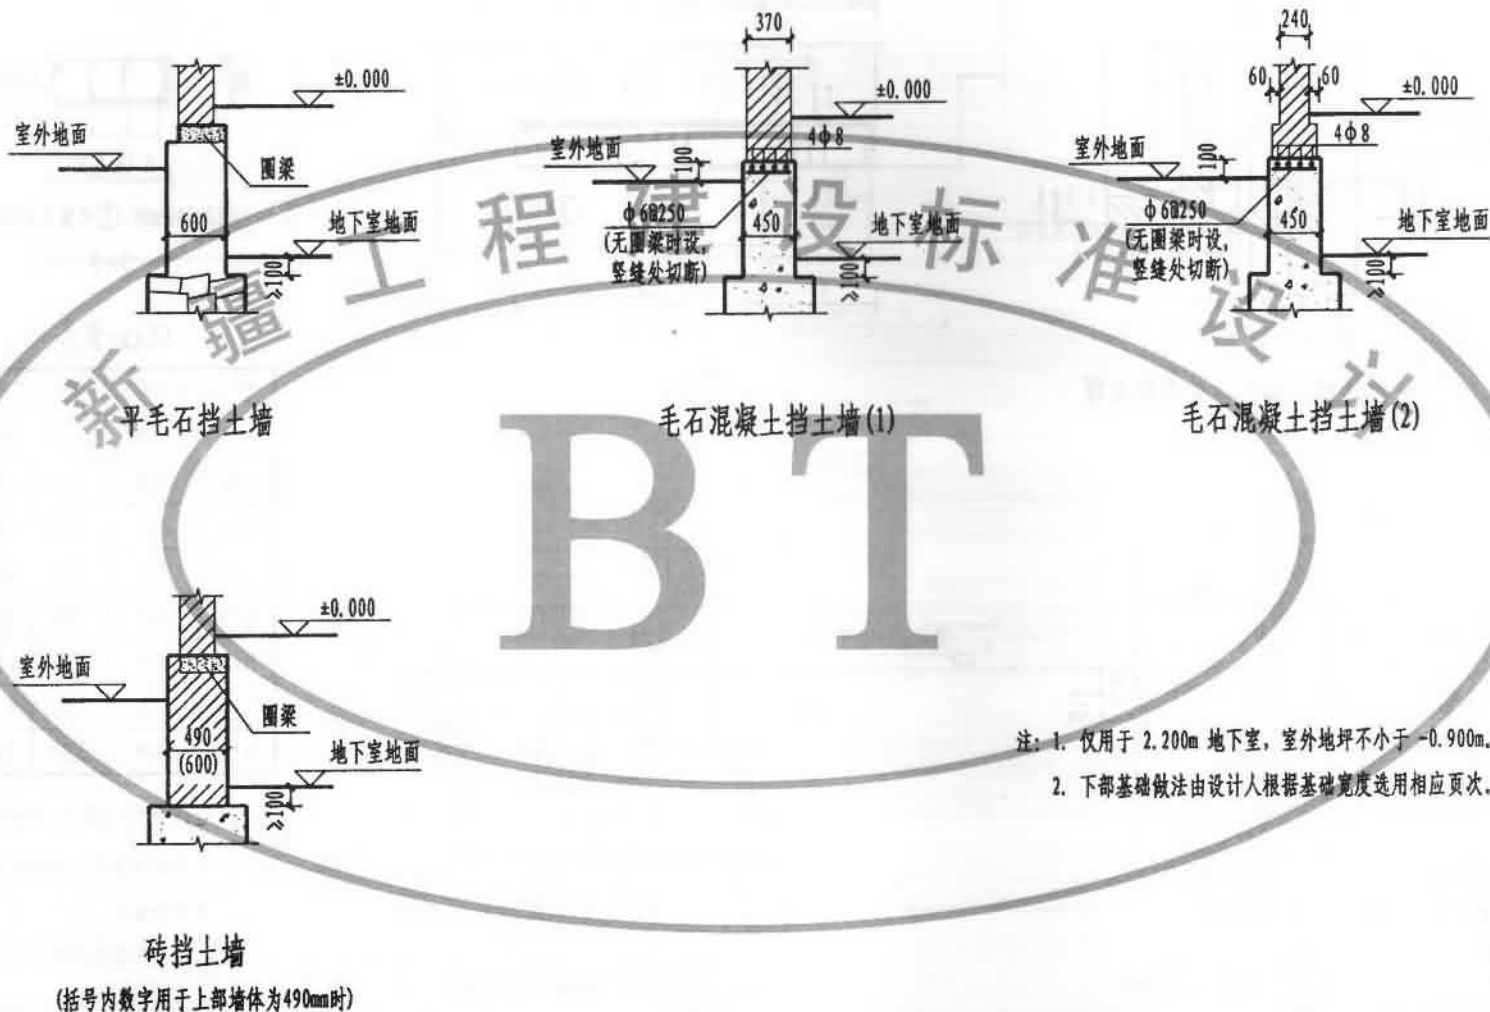 ±0.000
室外地面
圈梁
600
地下室地面
≥100
平毛石挡土墙
370
±0.000
4ϕ8
室外地面
100
ϕ6@250
(无圈梁时设,
竖缝处切断)
450
地下室地面
≥100
毛石混凝土挡土墙(1)
240
60
60
±0.000
4ϕ8
室外地面
100
ϕ6@250
(无圈梁时设,
竖缝处切断)
450
地下室地面
≥100
毛石混凝土挡土墙(2)
新疆工程建设标准设计
BT
±0.000
室外地面
圈梁
490
(600)
地下室地面
≥100
砖挡土墙
(括号内数字用于上部墙体为490mm时)
注: 1. 仅用于 2.200m 地下室, 室外地坪不小于 -0.900m.
2. 下部基础做法由设计人根据基础宽度选用相应页次.